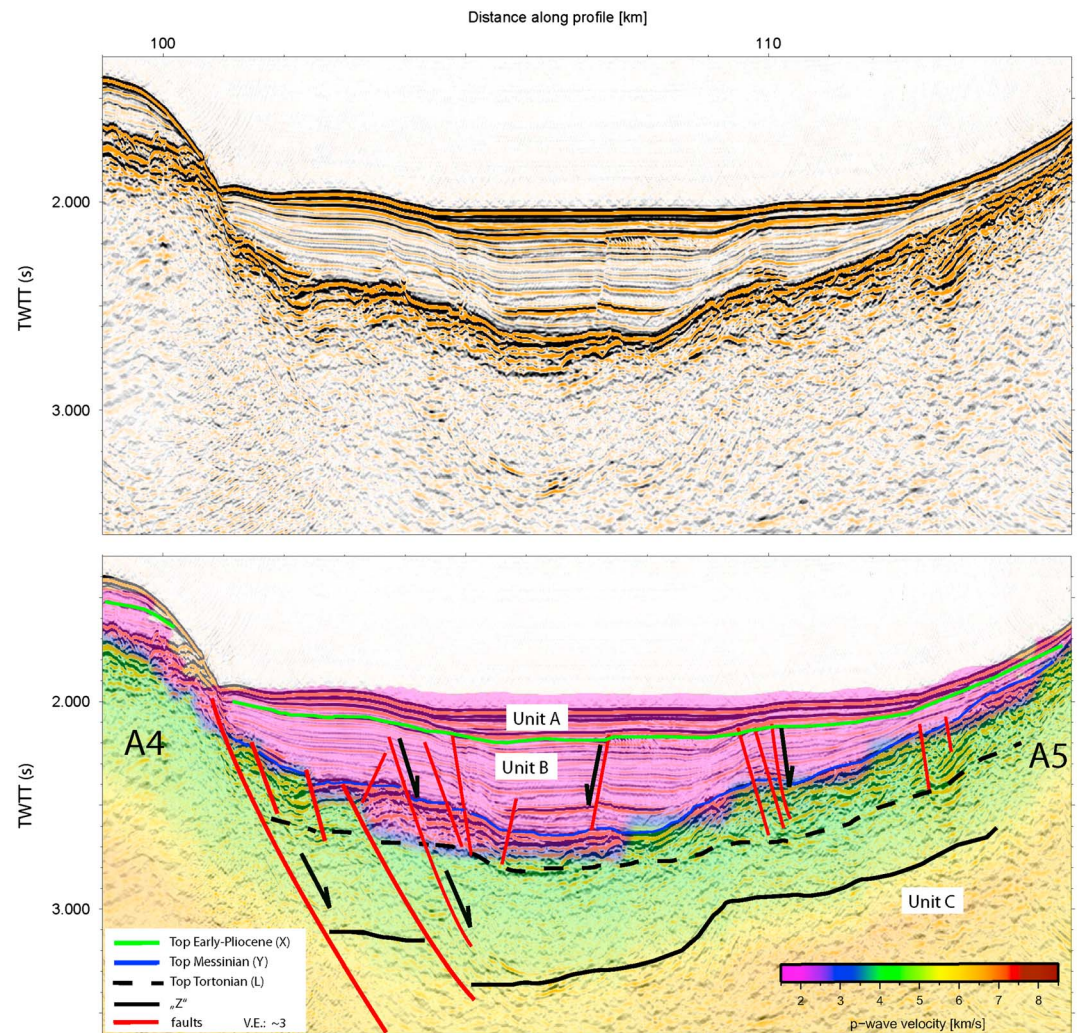 Distance along profile [km]
100 110
2.000
3.000
TWTT (s)
2.000
3.000
TWTT (s)
A4
A5
Unit A
Unit B
Unit C
Top Early-Pliocene (X)
Top Messinian (Y)
Top Tortonian (L)
„Z“
faults V.E.: ~3
2 3 4 5 6 7 8
p-wave velocity [km/s]